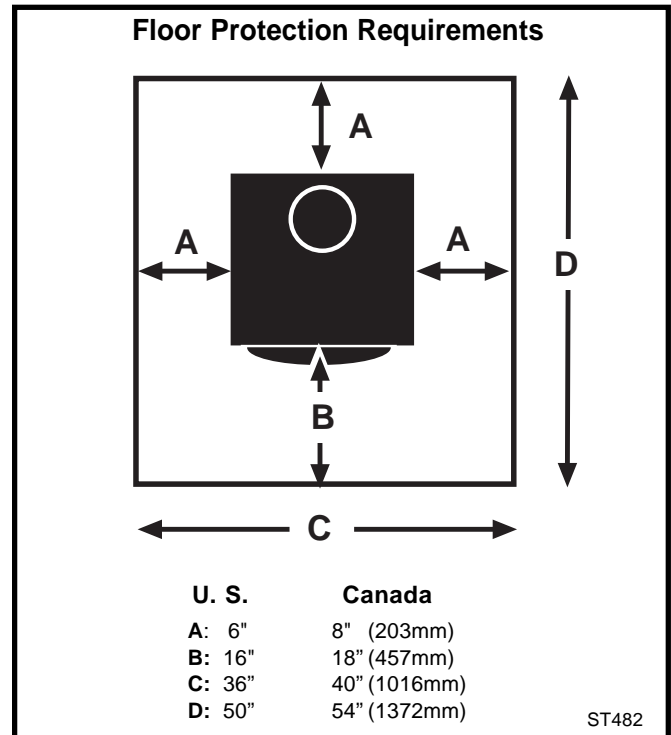 Floor Protection Requirements
A
A
A
D
B
C
U. S. Canada
A: 6" 8" (203mm)
B: 16" 18” (457mm)
C: 36” 40” (1016mm)
D: 50” 54” (1372mm)
ST482